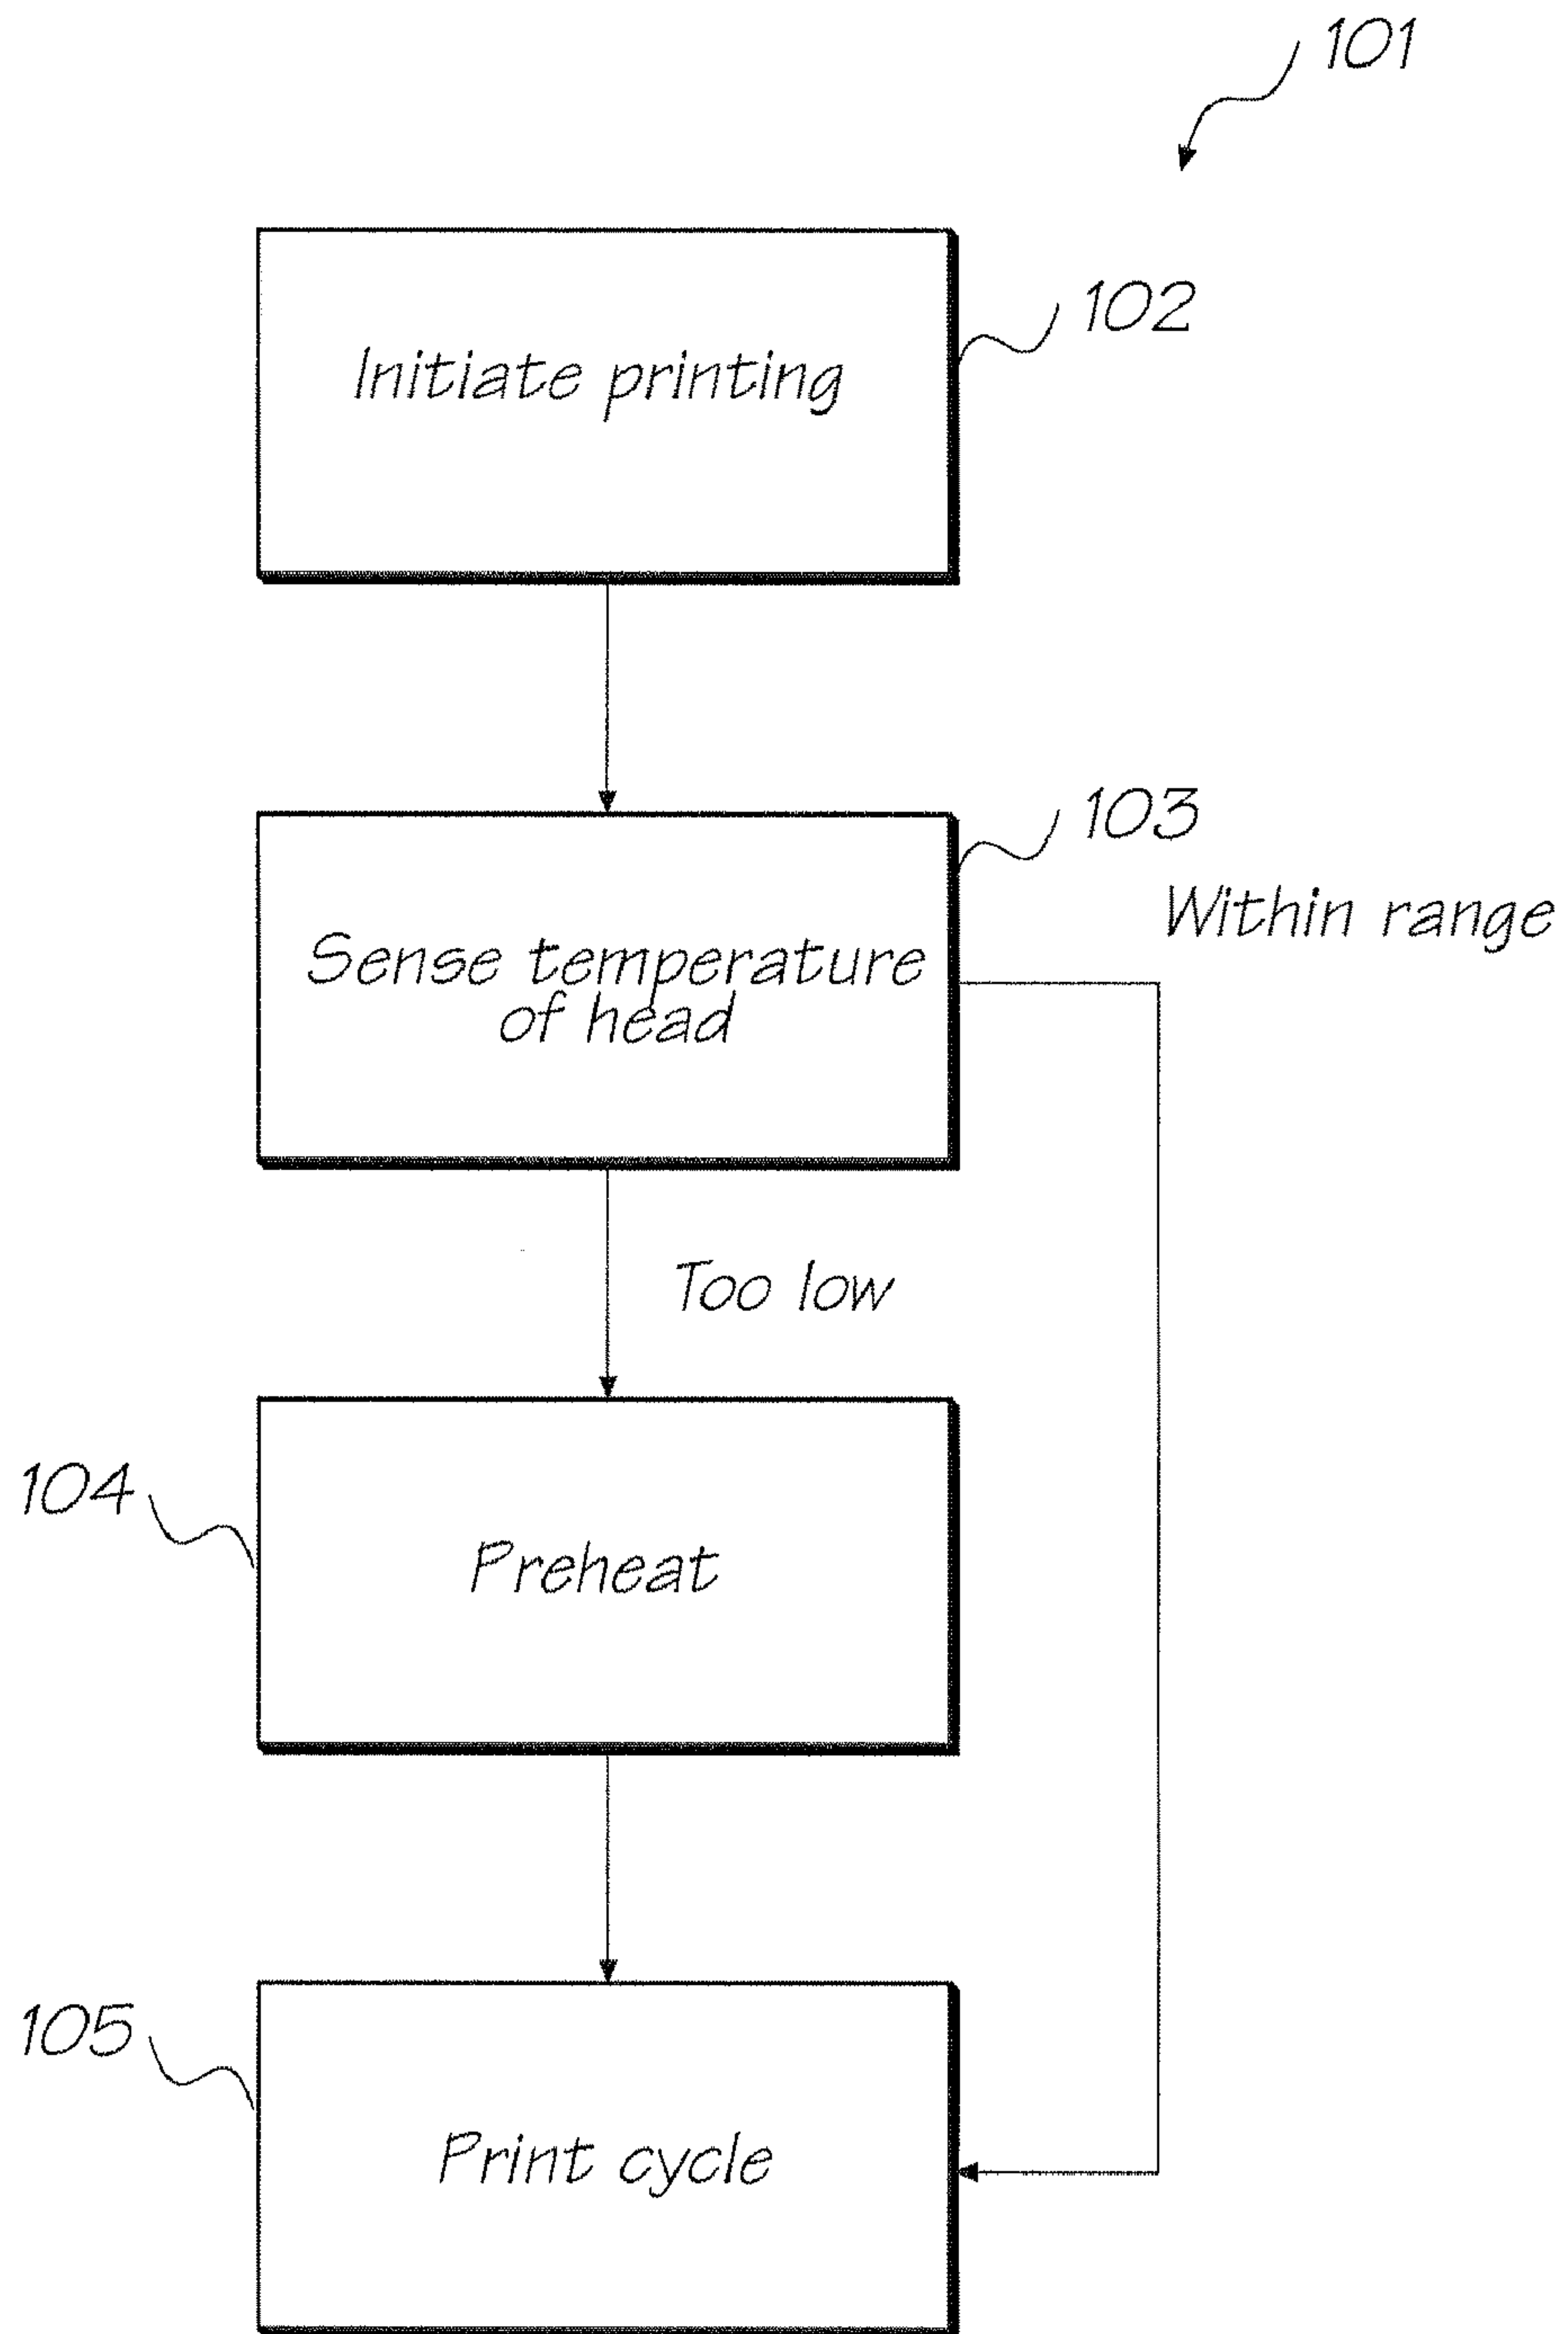 101
Initiate printing
102
103
Within range
Sense temperature
of head
Too low
104
Preheat
105
Print cycle